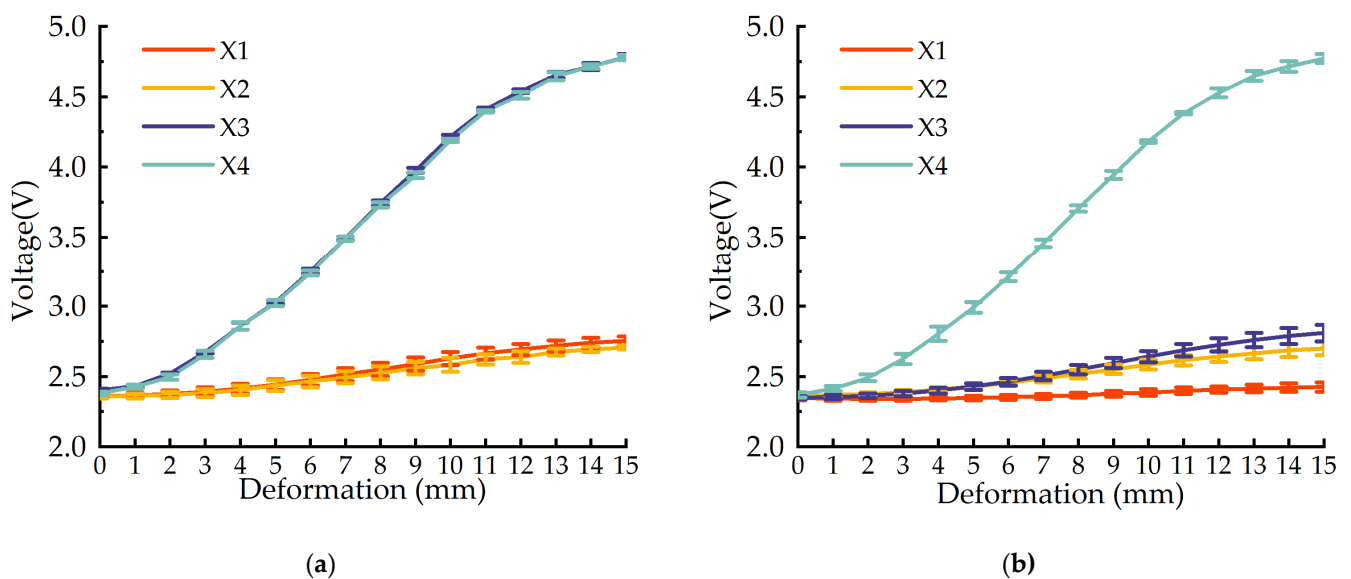 5.0
X1
X2
X3
X4
4.5
4.0
3.5
3.0
2.5
2.0
Voltage(V)
0 1 2 3 4 5 6 7 8 9 10 11 12 13 14 15
Deformation (mm)
(a)
5.0
X1
X2
X3
X4
4.5
4.0
3.5
3.0
2.5
2.0
Voltage(V)
0 1 2 3 4 5 6 7 8 9 10 11 12 13 14 15
Deformation (mm)
(b)